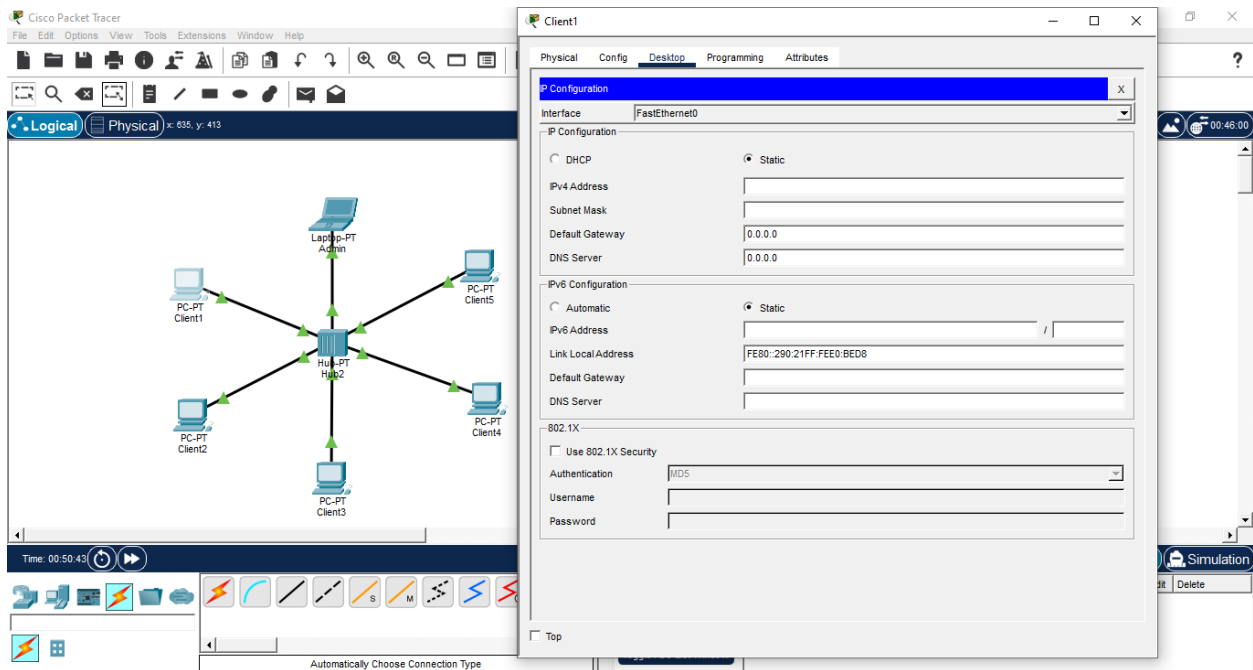 Cisco Packet Tracer
File Edit Options View Tools Extensions Window Help
?
Logical Physical x: 635, y: 413
00:46:00
Laptop-PT
Admin
PC-PT
Client5
PC-PT
Client1
Hub-PT
Hub2
PC-PT
Client4
PC-PT
Client2
PC-PT
Client3
Time: 00:50:43
Simulation
S M
Delete
Automatically Choose Connection Type
Client1
Physical Config Desktop Programming Attributes
IP Configuration X
Interface FastEthernet0
IP Configuration
DHCP Static
IPv4 Address
Subnet Mask
Default Gateway 0.0.0.0
DNS Server 0.0.0.0
IPv6 Configuration
Automatic Static
IPv6 Address /
Link Local Address FE80::290:21FF:FEE0:BED8
Default Gateway
DNS Server
802.1X
Use 802.1X Security
Authentication MD5
Username
Password
Top